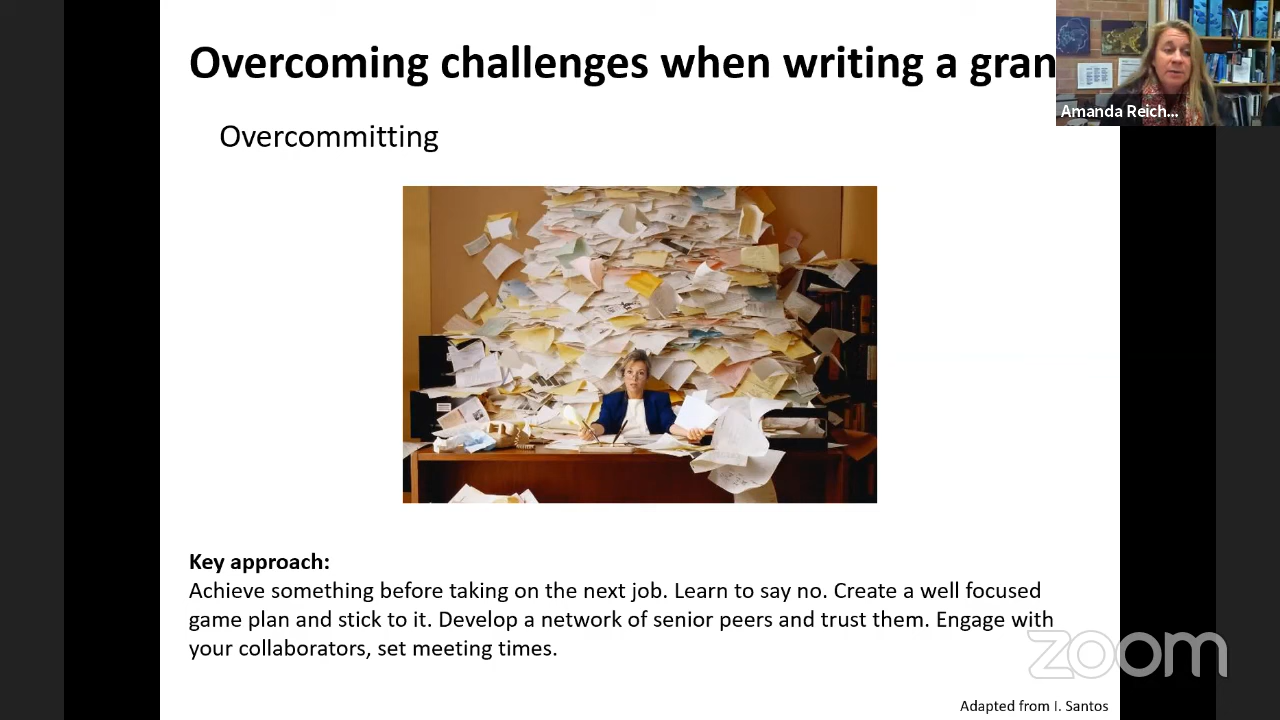 Overcoming challenges when writing a gran
Amanda Reich...
Overcommitting
Key approach:
Achieve something before taking on the next job. Learn to say no. Create a well focused
game plan and stick to it. Develop a network of senior peers and trust them. Engage with
your collaborators, set meeting times.
zoom
Adapted from I. Santos